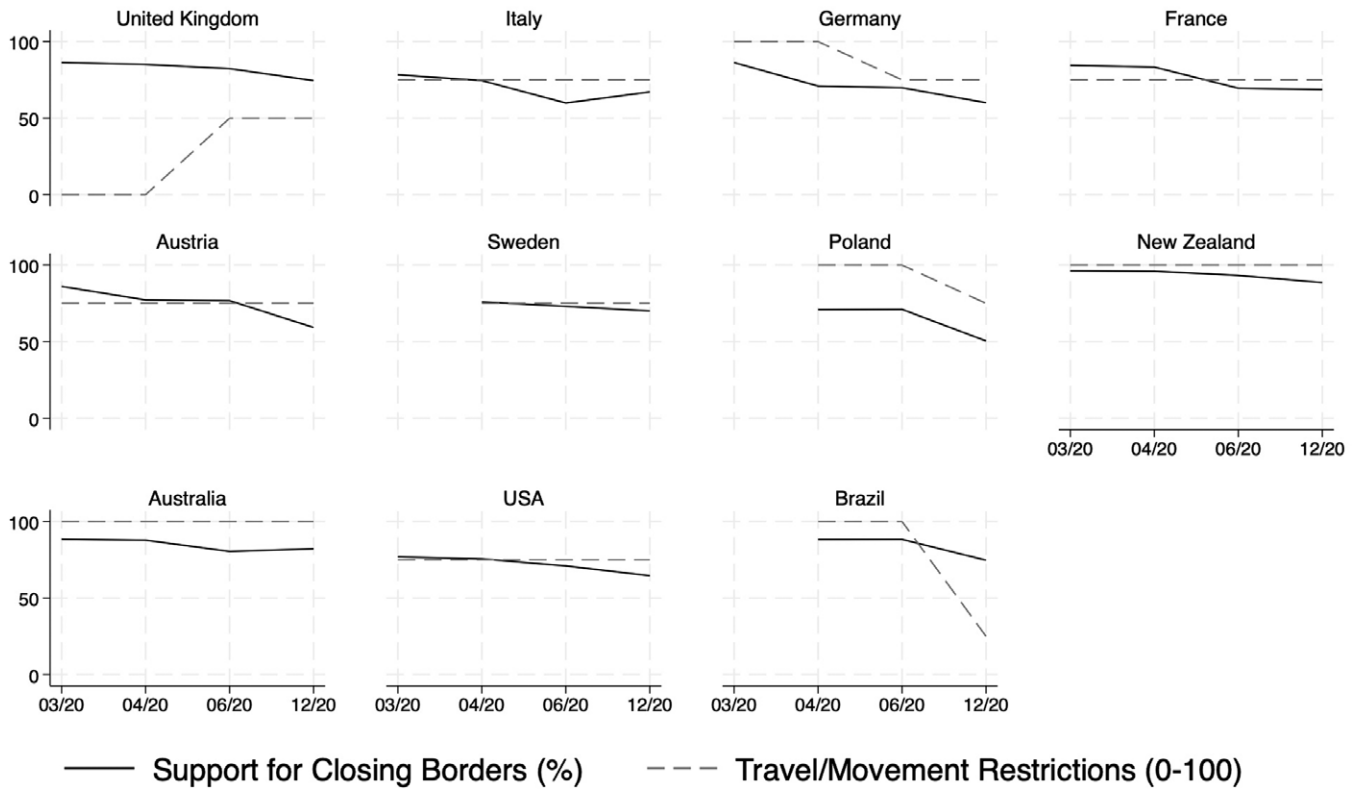 United Kingdom Italy Germany France
100
50
0
Austria Sweden Poland New Zealand
100
50
0
03/20 04/20 06/20 12/20
Australia USA Brazil
100
50
0
03/20 04/20 06/20 12/20 03/20 04/20 06/20 12/20 03/20 04/20 06/20 12/20
Support for Closing Borders (%) Travel/Movement Restrictions (0-100)